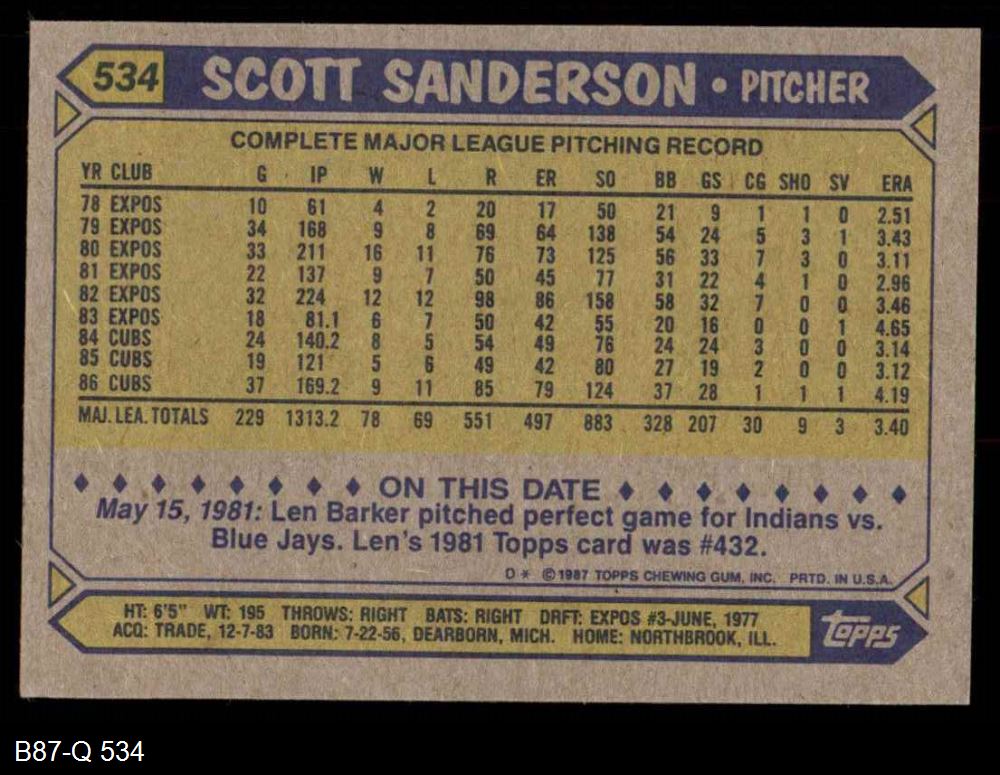 534 SCOTT SANDERSON • PITCHER
COMPLETE MAJOR LEAGUE PITCHING RECORD
YR CLUB G IP W L R ER SO BB GS CG SHO SV ERA
78 EXPOS 10 61 4 2 20 17 50 21 9 1 1 0 2.51
79 EXPOS 34 168 9 8 69 64 138 54 24 5 3 1 3.43
80 EXPOS 33 211 16 11 76 73 125 56 33 7 3 0 3.11
81 EXPOS 22 137 9 7 50 45 77 31 22 4 1 0 2.96
82 EXPOS 32 224 12 12 98 86 158 58 32 7 0 0 3.46
83 EXPOS 18 81.1 6 7 50 42 55 20 16 0 0 1 4.65
84 CUBS 24 140.2 8 5 54 49 76 24 24 3 0 0 3.14
85 CUBS 19 121 5 6 49 42 80 27 19 2 0 0 3.12
86 CUBS 37 169.2 9 11 85 79 124 37 28 1 1 1 4.19
MAJ. LEA. TOTALS 229 1313.2 78 69 551 497 883 328 207 30 9 3 3.40
♦ ♦ ♦ ♦ ♦ ♦ ♦ ♦ ON THIS DATE ♦ ♦ ♦ ♦ ♦ ♦ ♦ ♦
May 15, 1981: Len Barker pitched perfect game for Indians vs.
Blue Jays. Len's 1981 Topps card was #432.
D * © 1987 TOPPS CHEWING GUM, INC. PRTD. IN U.S.A.
HT: 6'5" WT: 195 THROWS: RIGHT BATS: RIGHT DRFT: EXPOS #3-JUNE, 1977
ACQ: TRADE, 12-7-83 BORN: 7-22-56, DEARBORN, MICH. HOME: NORTHBROOK, ILL.
topps
B87-Q 534